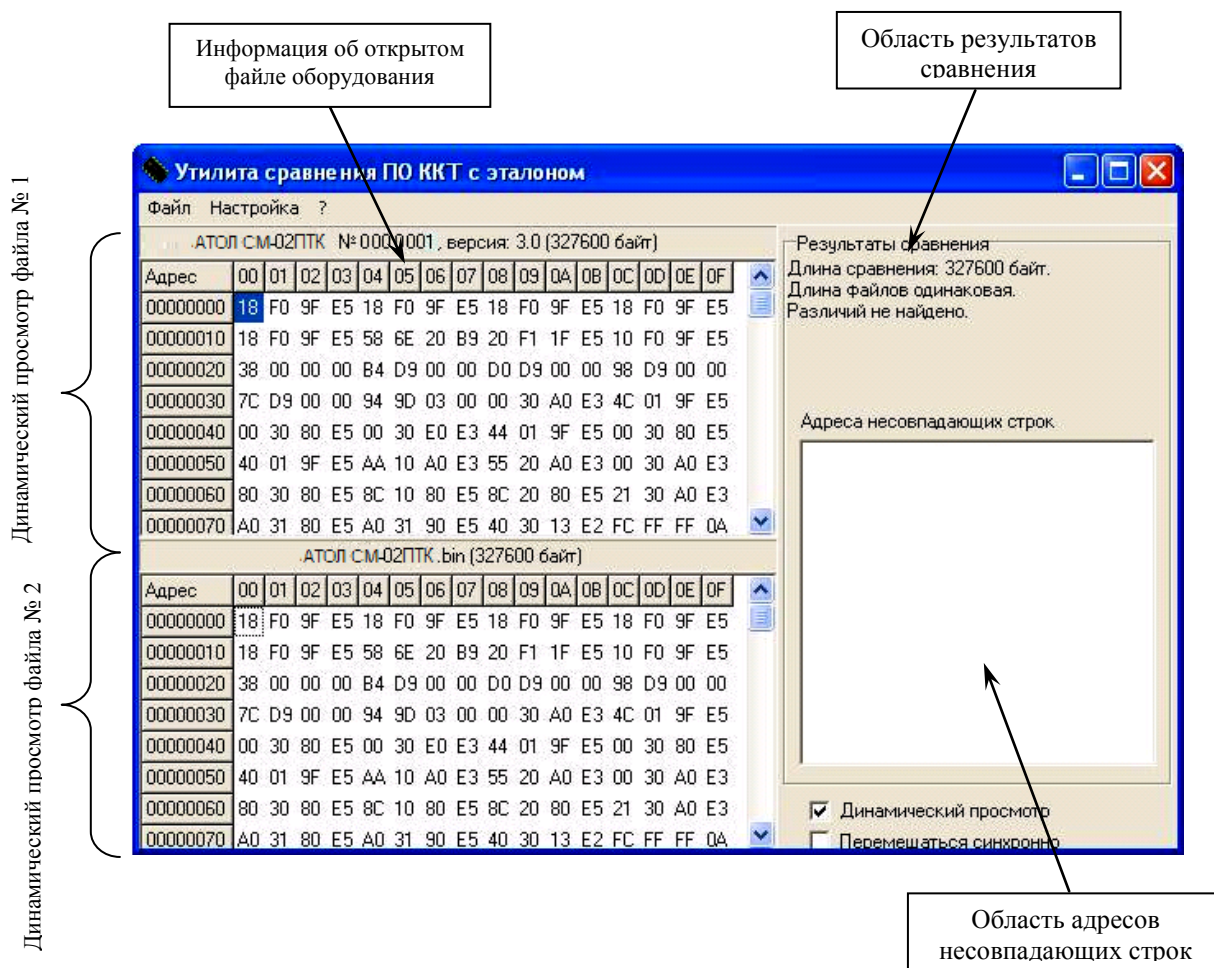 Информация об открытом
файле оборудования
Область результатов
сравнения
Динамический просмотр файла № 1
Динамический просмотр файла № 2
Утилита сравнения ПО ККТ с эталоном
Файл Настройка ?
АТОЛ СМ-02ПТК № 0000001, версия: 3.0 (327600 байт)
Адрес 00 01 02 03 04 05 06 07 08 09 0A 0B 0C 0D 0E 0F
00000000 18 F0 9F E5 18 F0 9F E5 18 F0 9F E5 18 F0 9F E5
00000010 18 F0 9F E5 58 6E 20 B9 20 F1 1F E5 10 F0 9F E5
00000020 38 00 00 00 B4 D9 00 00 D0 D9 00 00 98 D9 00 00
00000030 7C D9 00 00 94 9D 03 00 00 30 A0 E3 4C 01 9F E5
00000040 00 30 80 E5 00 30 E0 E3 44 01 9F E5 00 30 80 E5
00000050 40 01 9F E5 AA 10 A0 E3 55 20 A0 E3 00 30 A0 E3
00000060 80 30 80 E5 8C 10 80 E5 8C 20 80 E5 21 30 A0 E3
00000070 A0 31 80 E5 A0 31 90 E5 40 30 13 E2 FC FF FF 0A
АТОЛ СМ-02ПТК.bin (327600 байт)
Адрес 00 01 02 03 04 05 06 07 08 09 0A 0B 0C 0D 0E 0F
00000000 18 F0 9F E5 18 F0 9F E5 18 F0 9F E5 18 F0 9F E5
00000010 18 F0 9F E5 58 6E 20 B9 20 F1 1F E5 10 F0 9F E5
00000020 38 00 00 00 B4 D9 00 00 D0 D9 00 00 98 D9 00 00
00000030 7C D9 00 00 94 9D 03 00 00 30 A0 E3 4C 01 9F E5
00000040 00 30 80 E5 00 30 E0 E3 44 01 9F E5 00 30 80 E5
00000050 40 01 9F E5 AA 10 A0 E3 55 20 A0 E3 00 30 A0 E3
00000060 80 30 80 E5 8C 10 80 E5 8C 20 80 E5 21 30 A0 E3
00000070 A0 31 80 E5 A0 31 90 E5 40 30 13 E2 FC FF FF 0A
Результаты сравнения
Длина сравнения: 327600 байт.
Длина файлов одинаковая.
Различий не найдено.
Адреса несовпадающих строк
Динамический просмотр
Перемещаться синхронно
Область адресов
несовпадающих строк